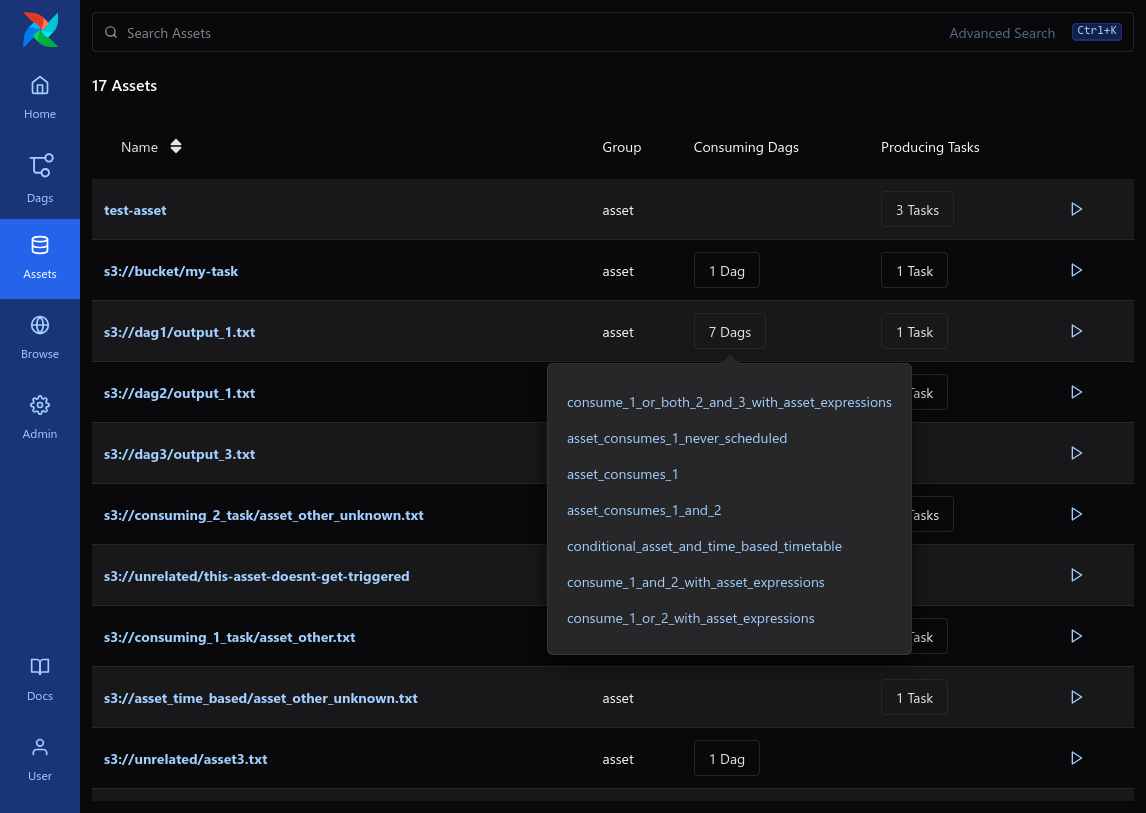 Search Assets Advanced Search Ctrl+K
Home
Dags
Assets
Browse
Admin
Docs
User
17 Assets
Name Group Consuming Dags Producing Tasks
test-asset asset 3 Tasks
s3://bucket/my-task asset 1 Dag 1 Task
s3://dag1/output_1.txt asset 7 Dags 1 Task
s3://dag2/output_1.txt Task
s3://dag3/output_3.txt
s3://consuming_2_task/asset_other_unknown.txt Tasks
s3://unrelated/this-asset-doesnt-get-triggered
s3://consuming_1_task/asset_other.txt Task
s3://asset_time_based/asset_other_unknown.txt asset 1 Task
s3://unrelated/asset3.txt asset 1 Dag
consume_1_or_both_2_and_3_with_asset_expressions
asset_consumes_1_never_scheduled
asset_consumes_1
asset_consumes_1_and_2
conditional_asset_and_time_based_timetable
consume_1_and_2_with_asset_expressions
consume_1_or_2_with_asset_expressions